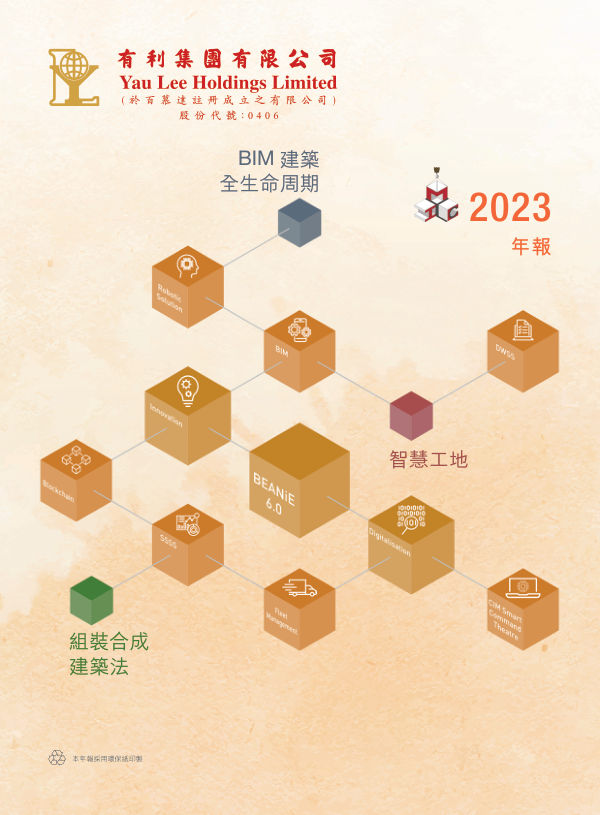 有利集團有限公司
Yau Lee Holdings Limited
(於百慕達註冊成立之有限公司)
股份代號:0406
BIM 建築
全生命周期
2023
年報
Robotic
Solution
BIM
DWSS
Innovation
智慧工地
Blockchain
BEANiE
6.0
SSSS
Digitalisation
Fleet
Management
CIM Smart
Command
Theatre
組裝合成
建築法
本年報採用環保紙印製